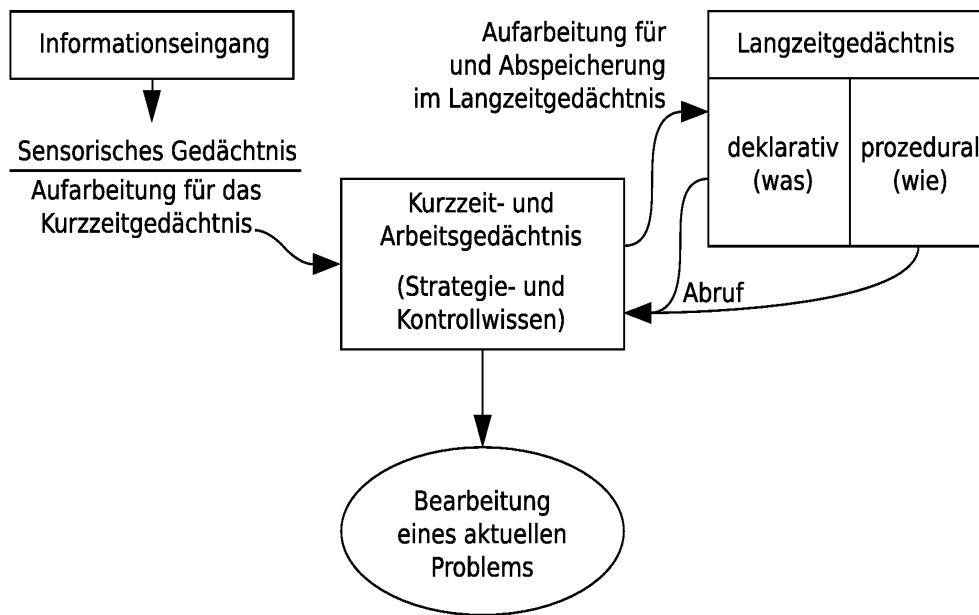 Informationseingang
Sensorisches Gedächtnis
Aufarbeitung für das
Kurzzeitgedächtnis
Kurzzeit- und
Arbeitsgedächtnis
(Strategie- und
Kontrollwissen)
Aufarbeitung für
und Abspeicherung
im Langzeitgedächtnis
Langzeitgedächtnis
deklarativ
(was)
prozedural
(wie)
Abruf
Bearbeitung
eines aktuellen
Problems